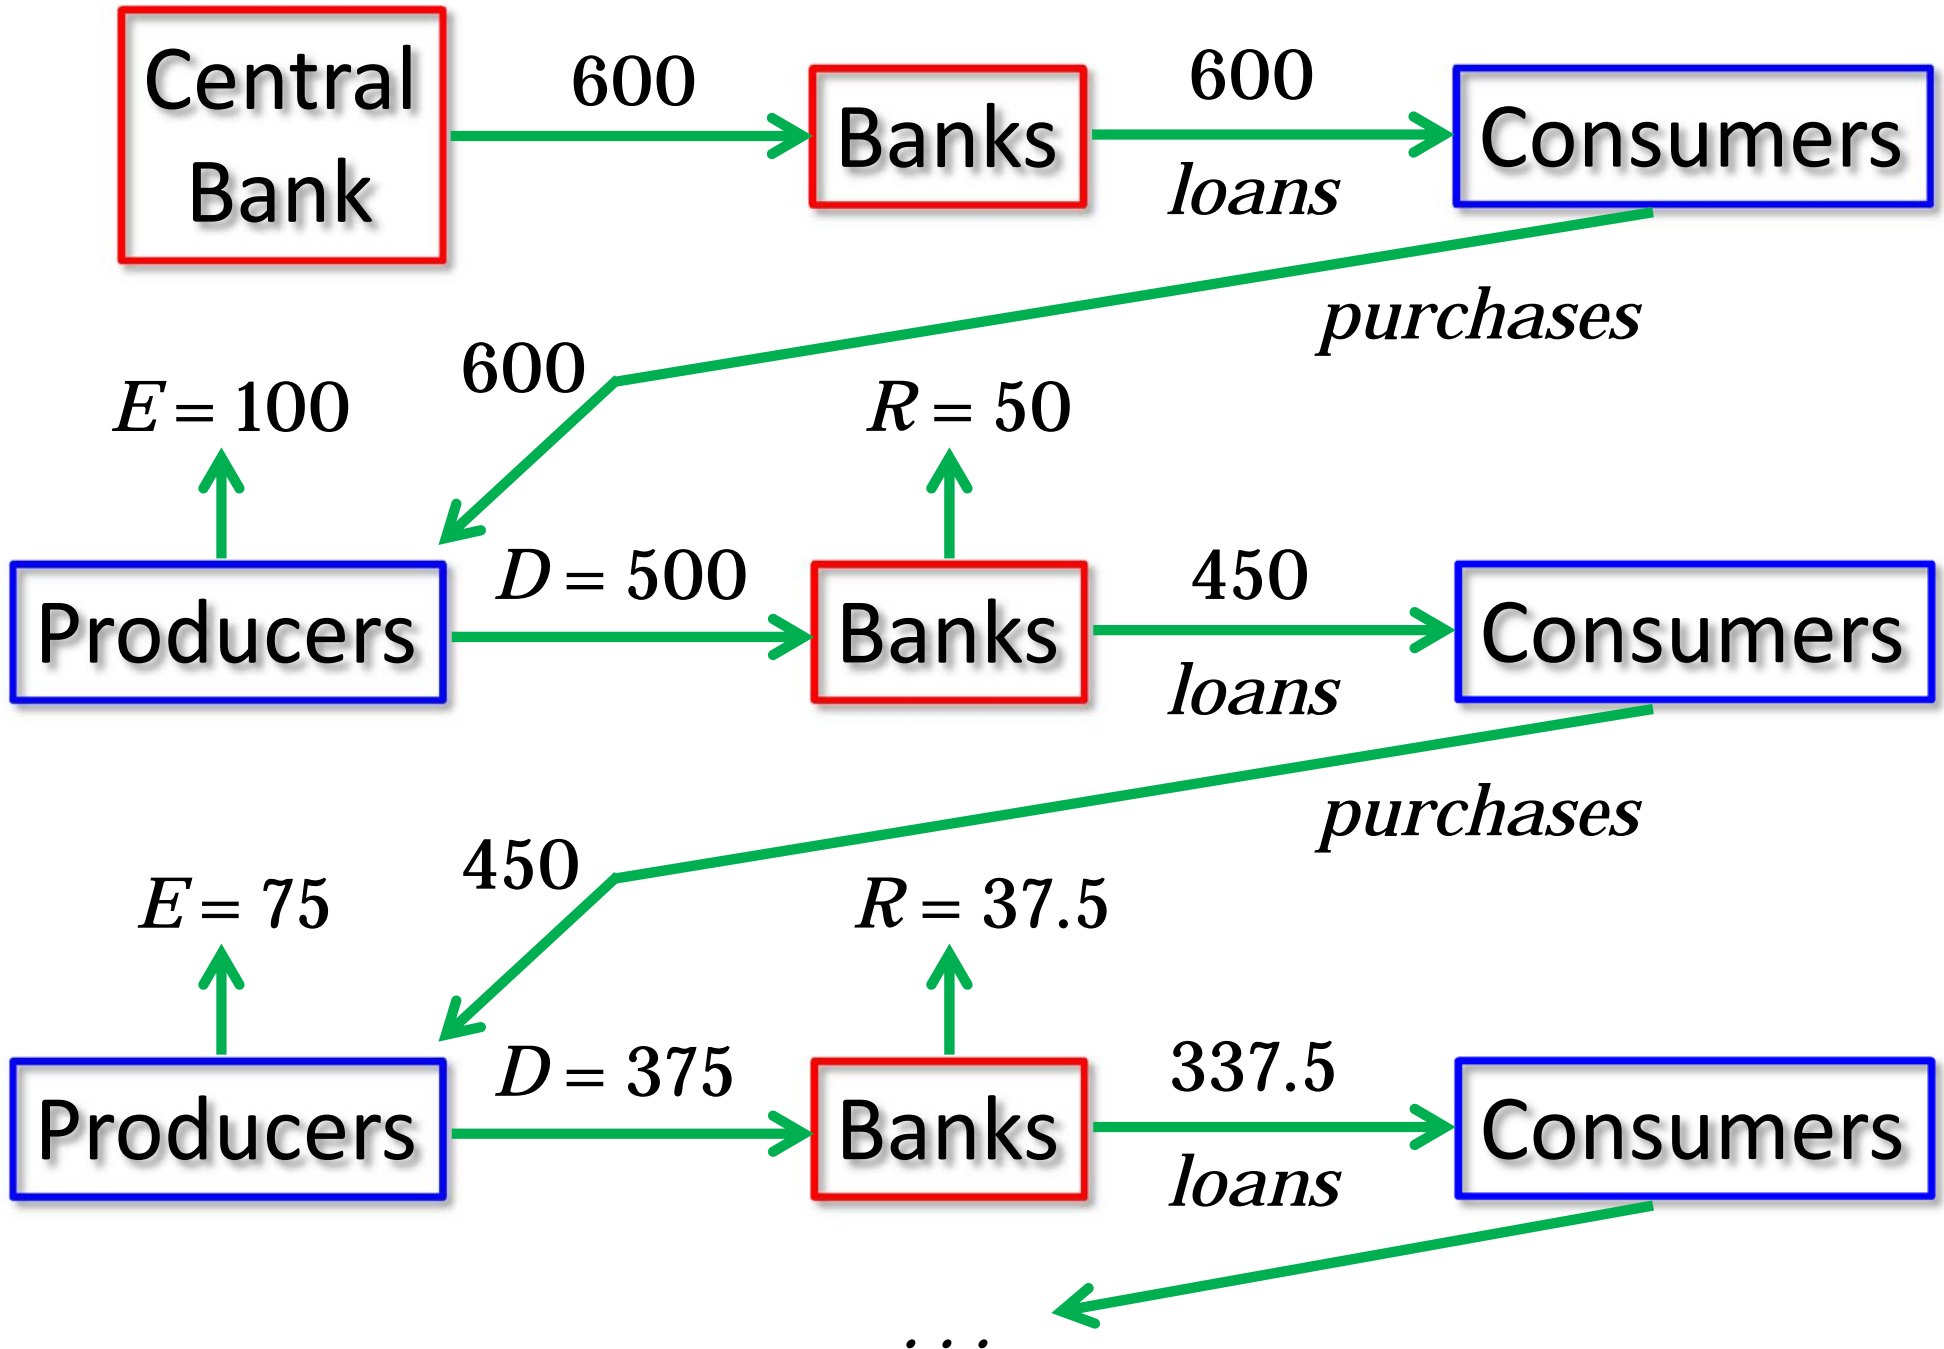 Central
Bank
600
Banks
600
loans
Consumers
purchases
600
E = 100
R = 50
Producers
D = 500
Banks
450
loans
Consumers
purchases
450
E = 75
R = 37.5
Producers
D = 375
Banks
337.5
loans
Consumers
...